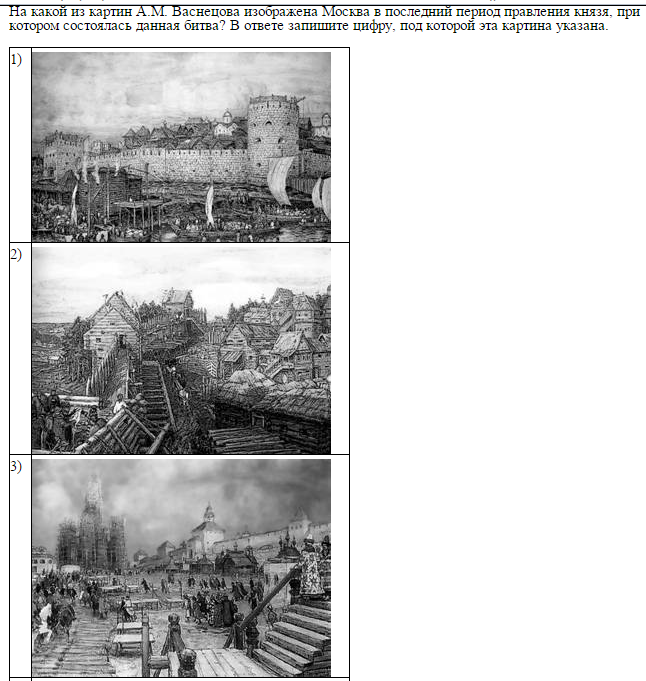 На какой из картин А.М. Васнецова изображена Москва в последний период правления князя, при
котором состоялась данная битва? В ответе запишите цифру, под которой эта картина указана.
1)
2)
3)